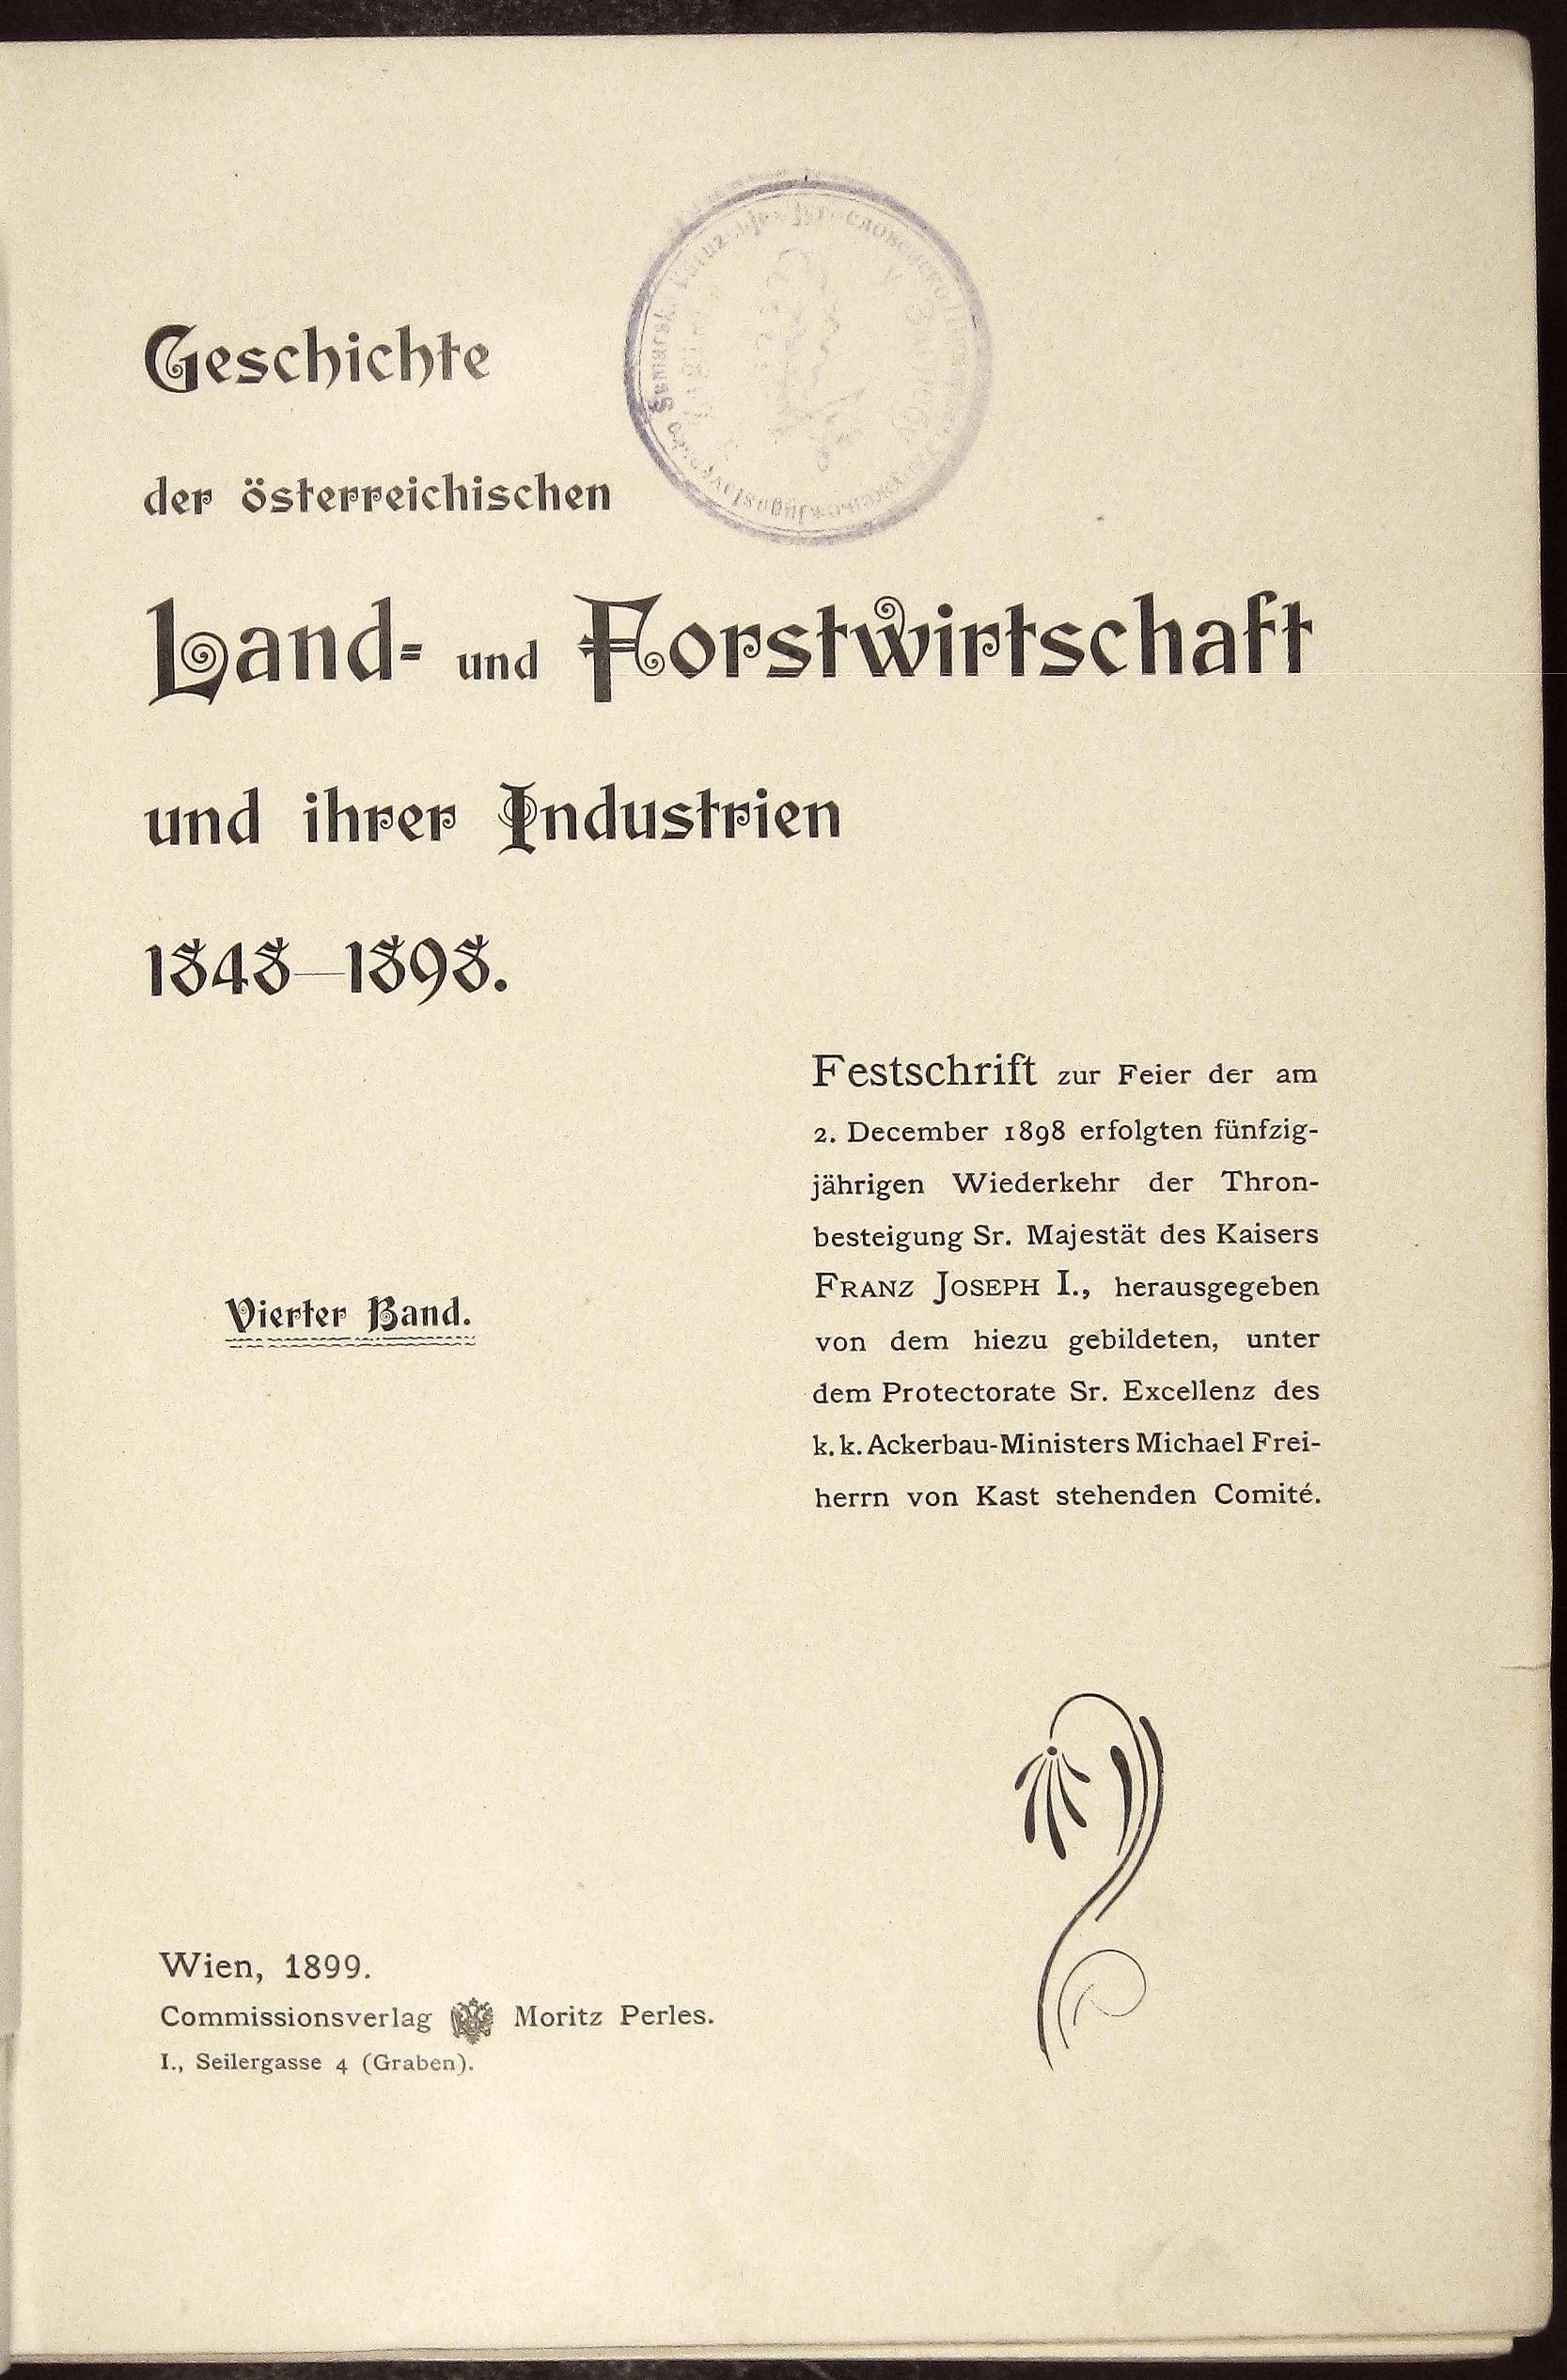 Geschichte
der österreichischen
Land- und Forstwirtschaft
und ihrer Industrien
1848—1898.
Festschrift zur Feier der am
2. December 1898 erfolgten fünfzig-
jährigen Wiederkehr der Thron-
besteigung Sr. Majestät des Kaisers
FRANZ JOSEPH I., herausgegeben
von dem hiezu gebildeten, unter
dem Protectorate Sr. Excellenz des
k. k. Ackerbau-Ministers Michael Frei-
herrn von Kast stehenden Comité.
Vierter Band.
Wien, 1899.
Commissionsverlag Moritz Perles.
I., Seilergasse 4 (Graben).